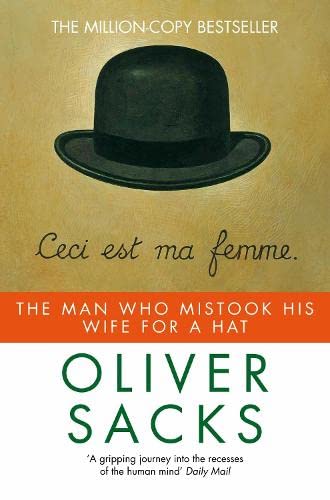 THE MILLION-COPY BESTSELLER
Ceci est ma femme.
THE MAN WHO MISTOOK HIS
WIFE FOR A HAT
OLIVER
SACKS
‘A gripping journey into the recesses
of the human mind’ Daily Mail